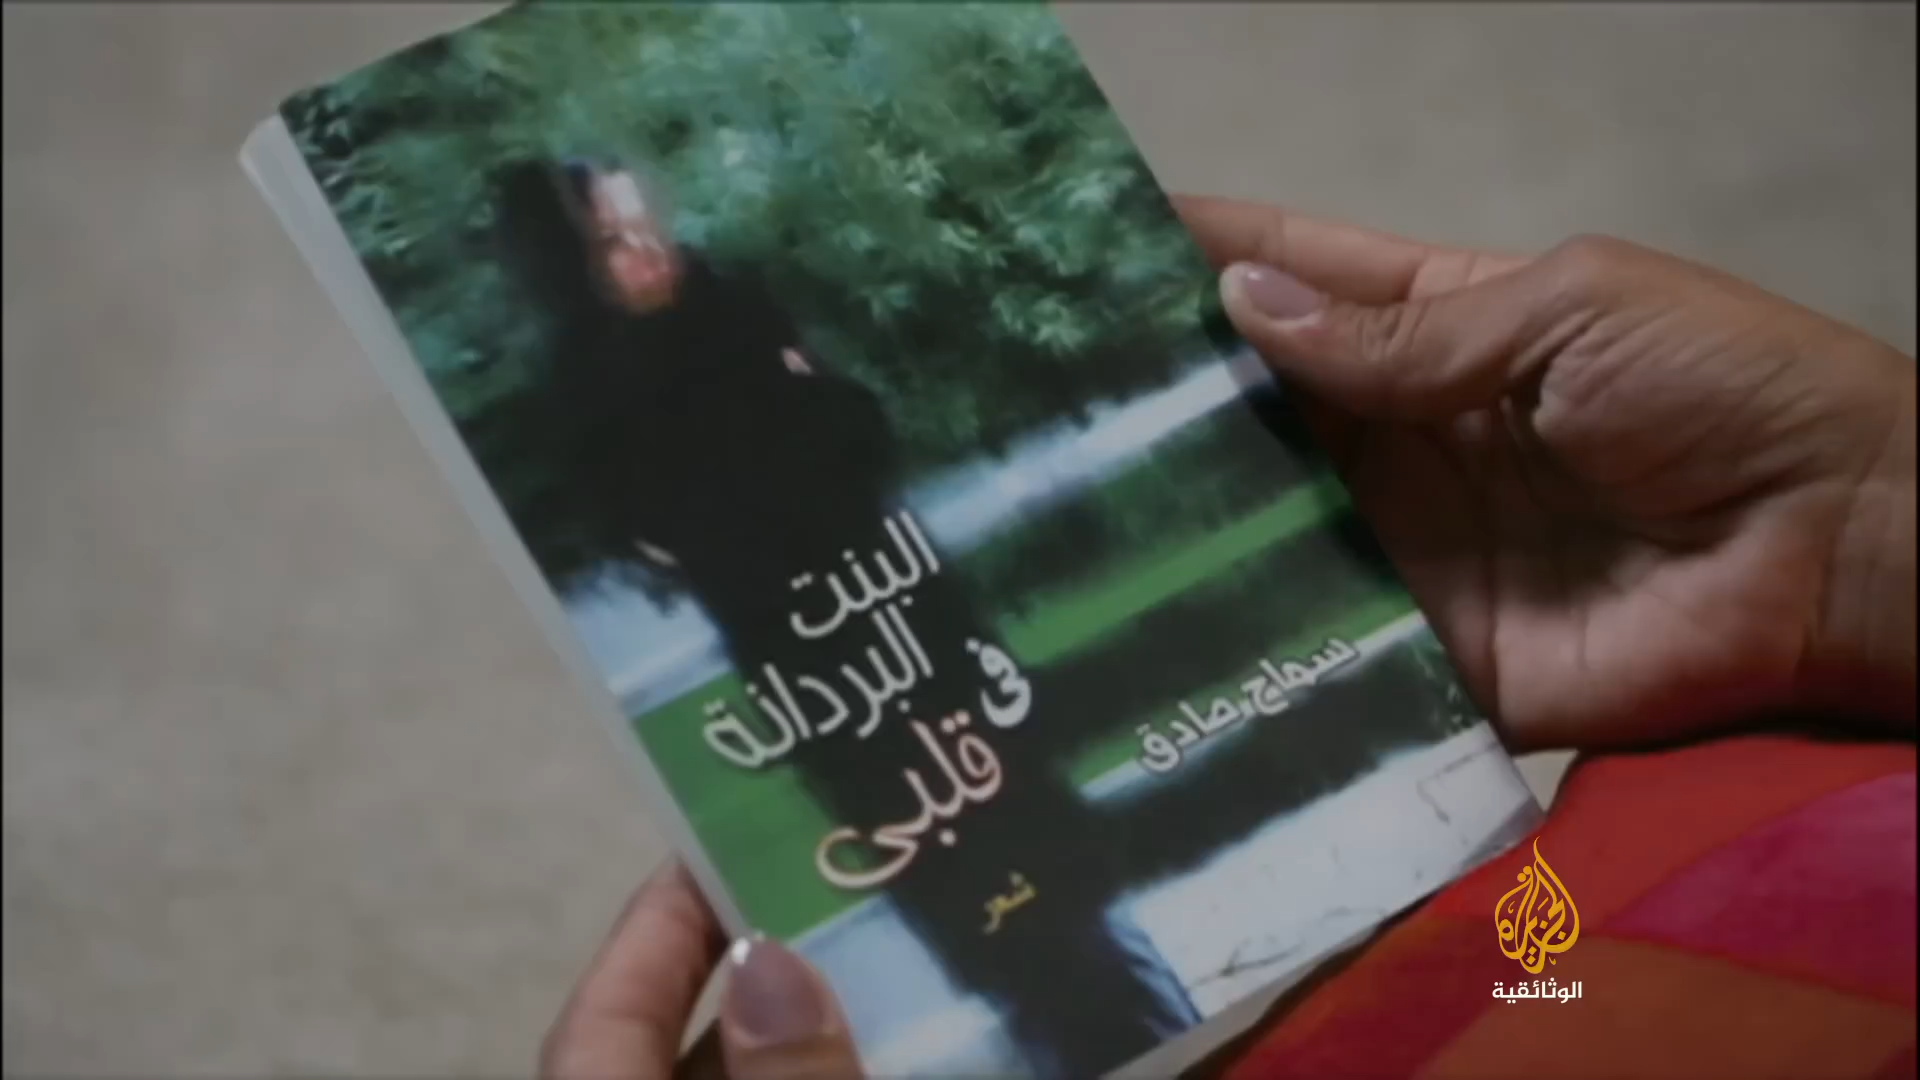 البنت
البردانة
فى
قلبى
سماح صادق
شعر
الجزيرة
الوثائقية